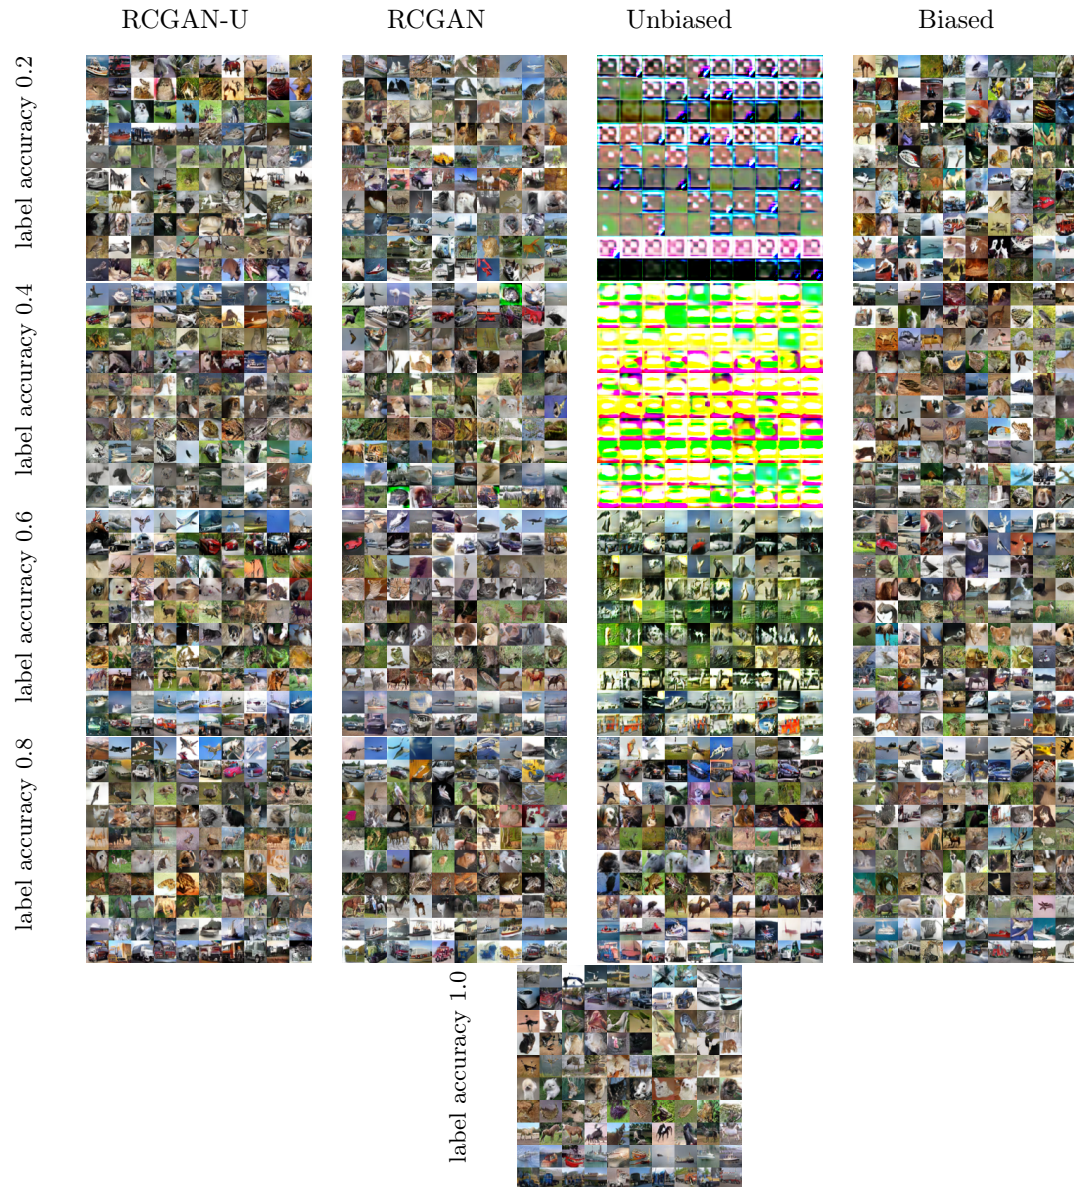 RCGAN-U RCGAN Unbiased Biased
label accuracy 0.2
label accuracy 0.4
label accuracy 0.6
label accuracy 0.8
label accuracy 1.0